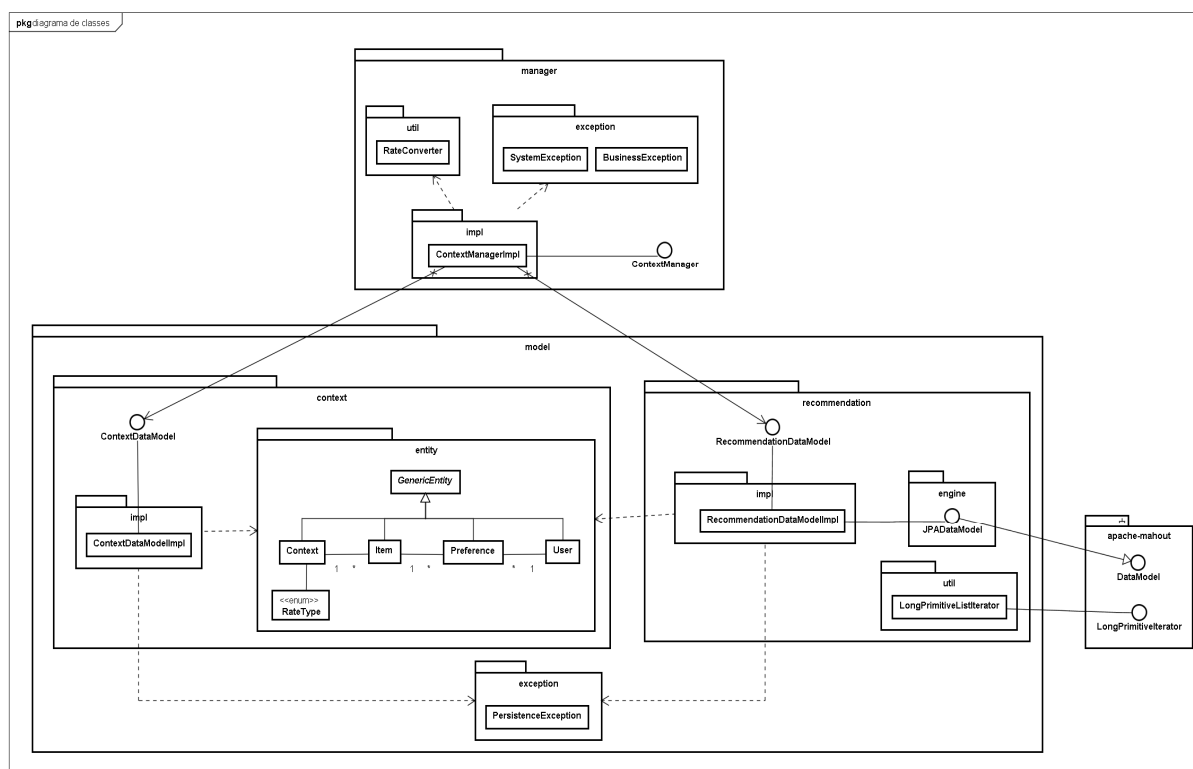 pkg diagrama de classes
manager
util
RateConverter
exception
SystemException
BusinessException
impl
ContextManagerImpl
ContextManager
model
context
ContextDataModel
impl
ContextDataModelImpl
entity
GenericEntity
Context
Item
Preference
User
1 * 1 * * 1
<<enum>>
RateType
recommendation
RecommendationDataModel
impl
RecommendationDataModelImpl
engine
JPADataModel
util
LongPrimitiveListIterator
apache-mahout
DataModel
LongPrimitiveIterator
exception
PersistenceException